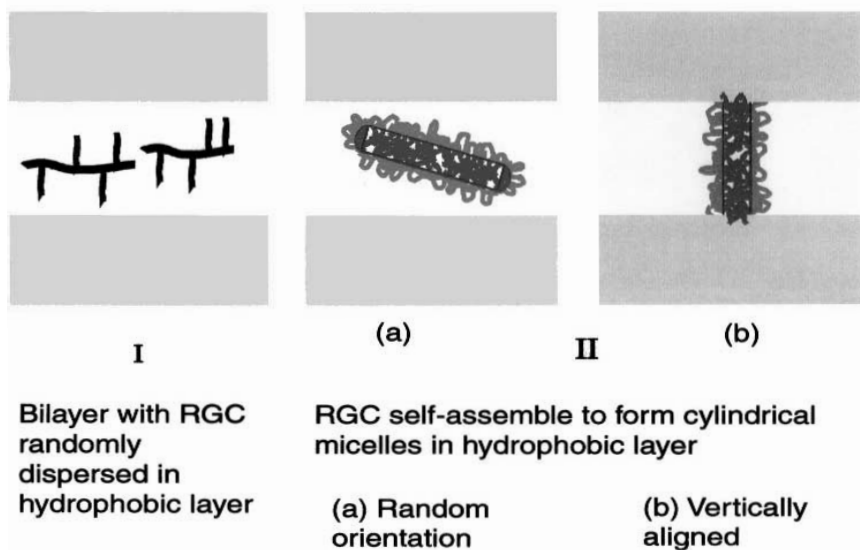 (a)
(b)
I
II
Bilayer with RGC
randomly
dispersed in
hydrophobic layer
RGC self-assemble to form cylindrical
micelles in hydrophobic layer
(a) Random
orientation
(b) Vertically
aligned